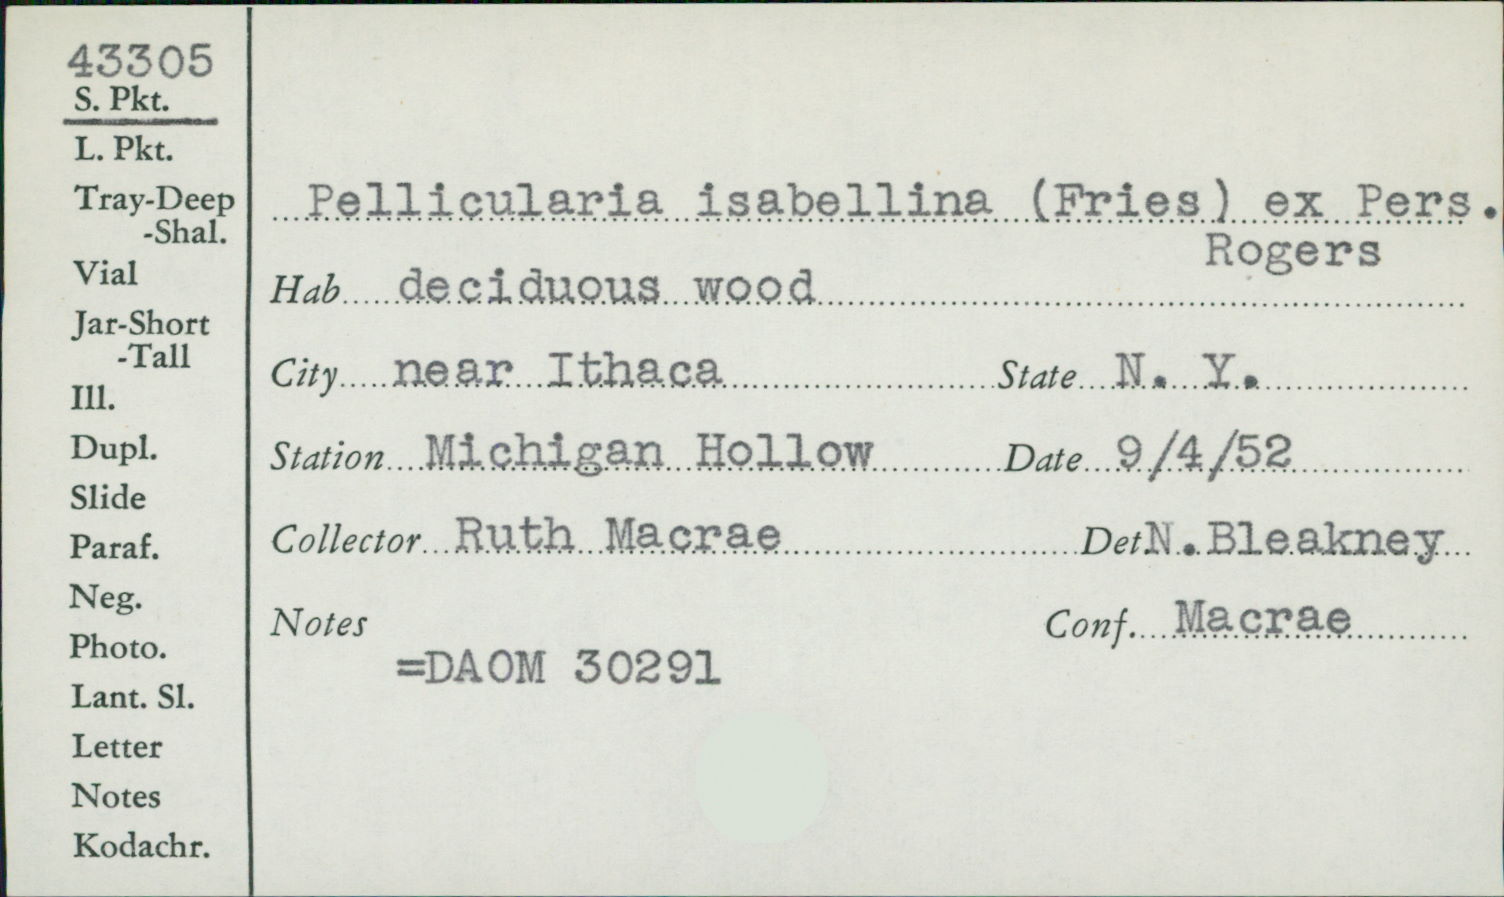 43305
S. Pkt.
L. Pkt.
Tray-Deep
-Shal.
Vial
Jar-Short
-Tall
Ill.
Dupl.
Slide
Paraf.
Neg.
Photo.
Lant. Sl.
Letter
Notes
Kodachr.
Pellicularia isabellina (Fries) ex Pers.
Rogers
Hab deciduous wood
City near Ithaca State N. Y.
Station Michigan Hollow Date 9/4/52
Collector Ruth Macrae Det N. Bleakney
Notes Conf. Macrae
=DAOM 30291